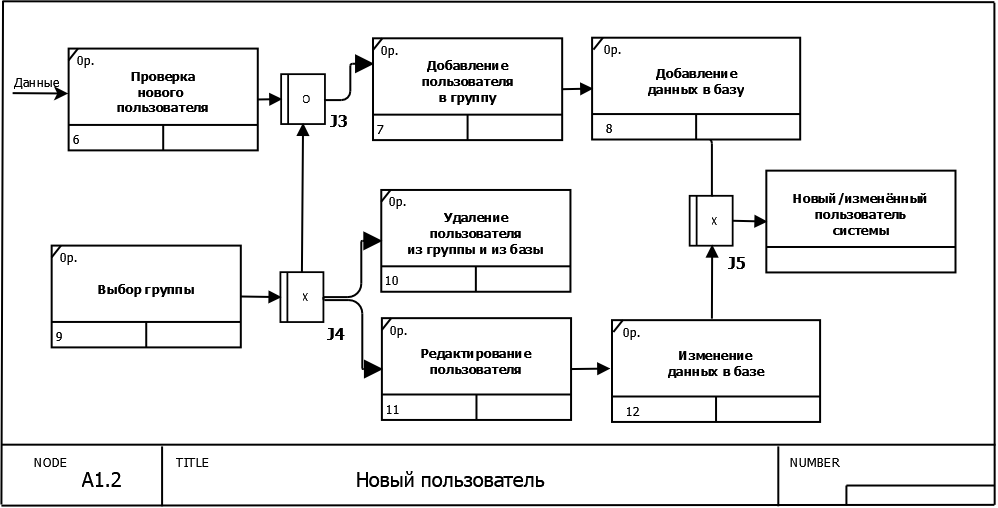 Данные
0р.
Проверка
нового
пользователя
6
O
J3
0р.
Добавление
пользователя
в группу
7
0р.
Добавление
данных в базу
8
0р.
Удаление
пользователя
из группы и из базы
10
X
J5
Новый/изменённый
пользователь
системы
0р.
Выбор группы
9
X
J4
0р.
Редактирование
пользователя
11
0р.
Изменение
данных в базе
12
NODE
A1.2
TITLE
Новый пользователь
NUMBER